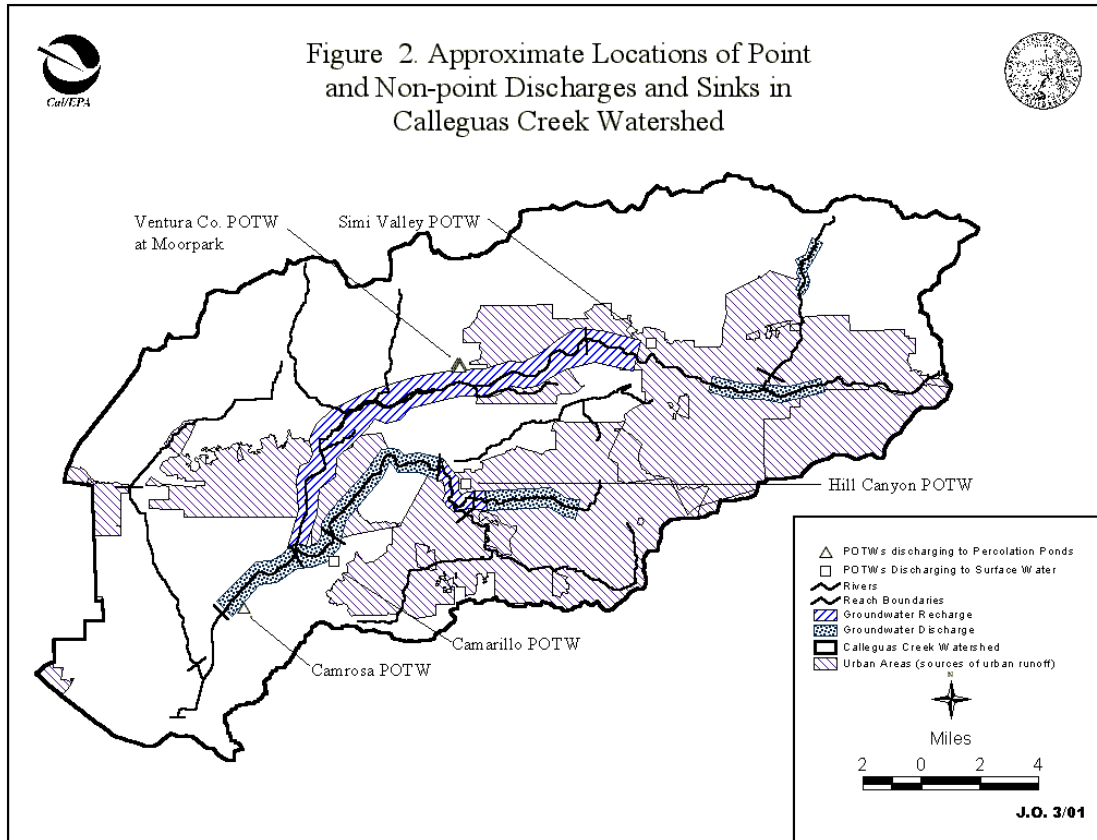 Cal/EPA
Figure 2. Approximate Locations of Point
and Non-point Discharges and Sinks in
Calleguas Creek Watershed
Ventura Co. POTW
at Moorpark
Simi Valley POTW
Hill Canyon POTW
Camarillo POTW
Camrosa POTW
POTWs discharging to Percolation Ponds
POTWs Discharging to Surface Water
Rivers
Reach Boundaries
Groundwater Recharge
Groundwater Discharge
Calleguas Creek Watershed
Urban Areas (sources of urban runoff)
N
Miles
2 0 2 4
J.O. 3/01